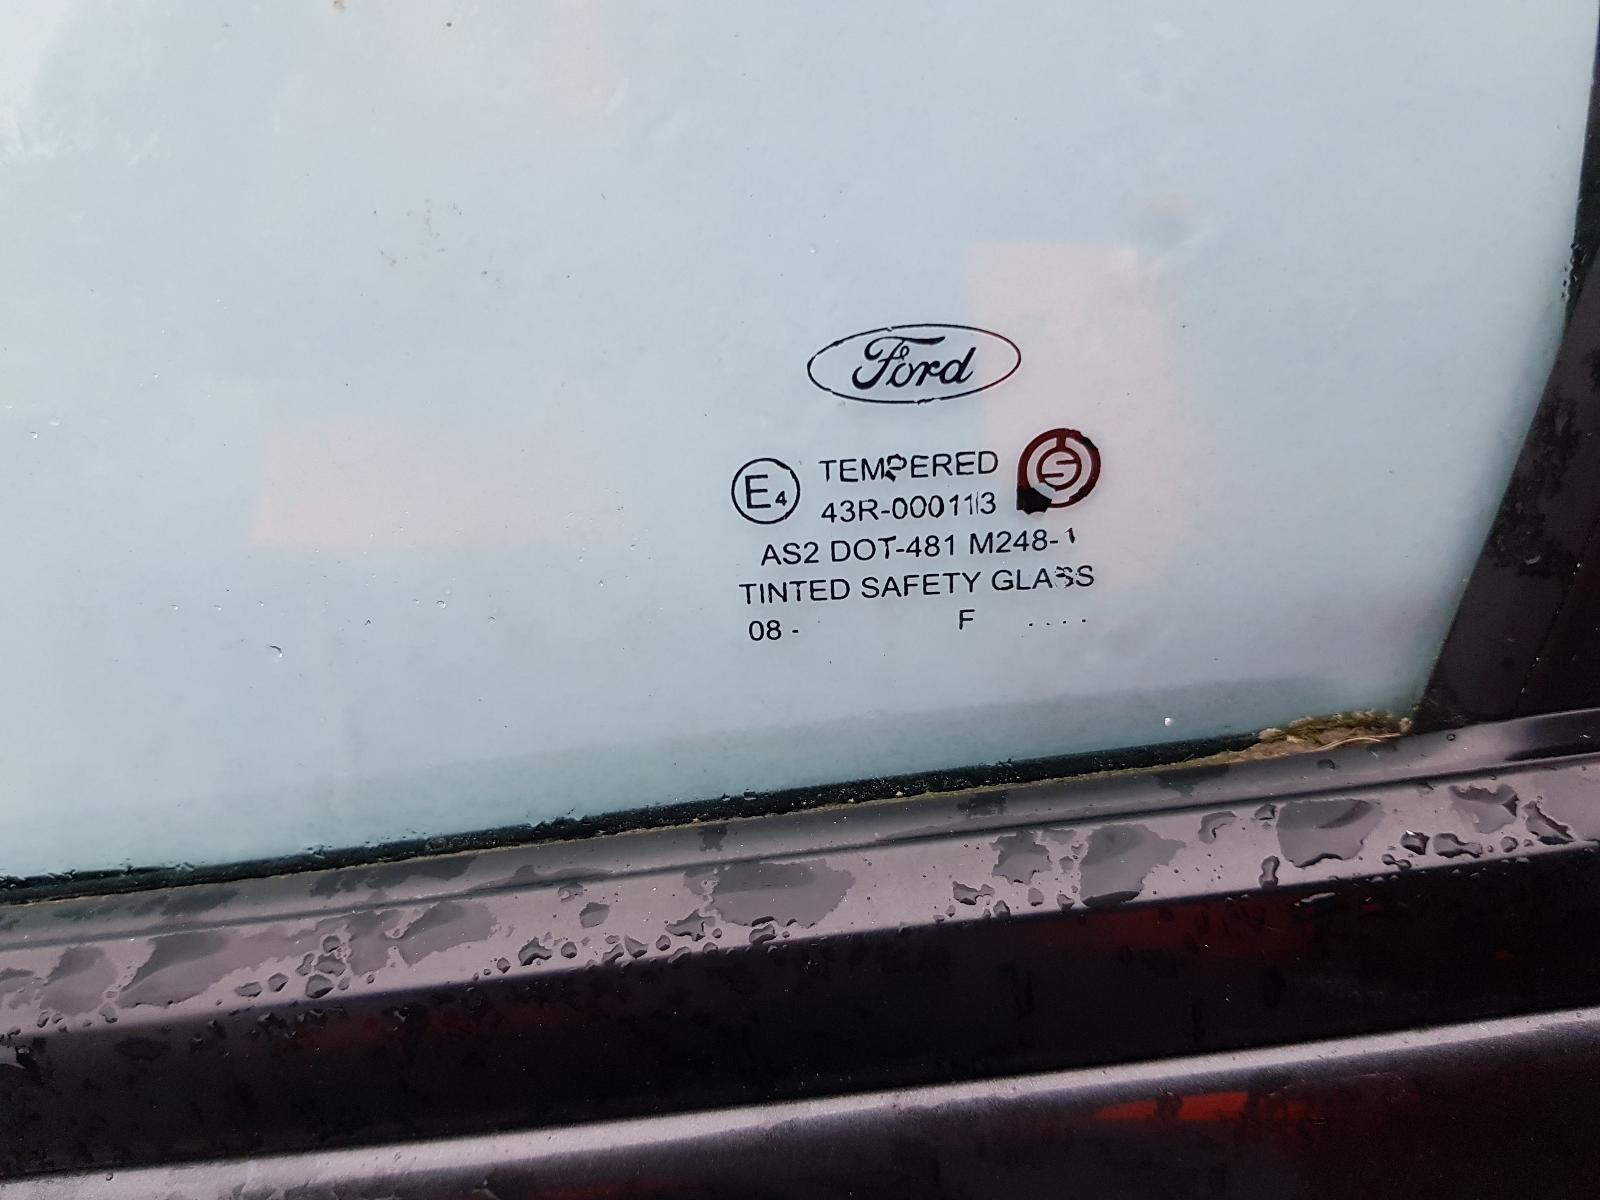 Ford
E4 TEMPERED
43R-000113
AS2 DOT-481 M248-1
TINTED SAFETY GLASS
08 - F ....